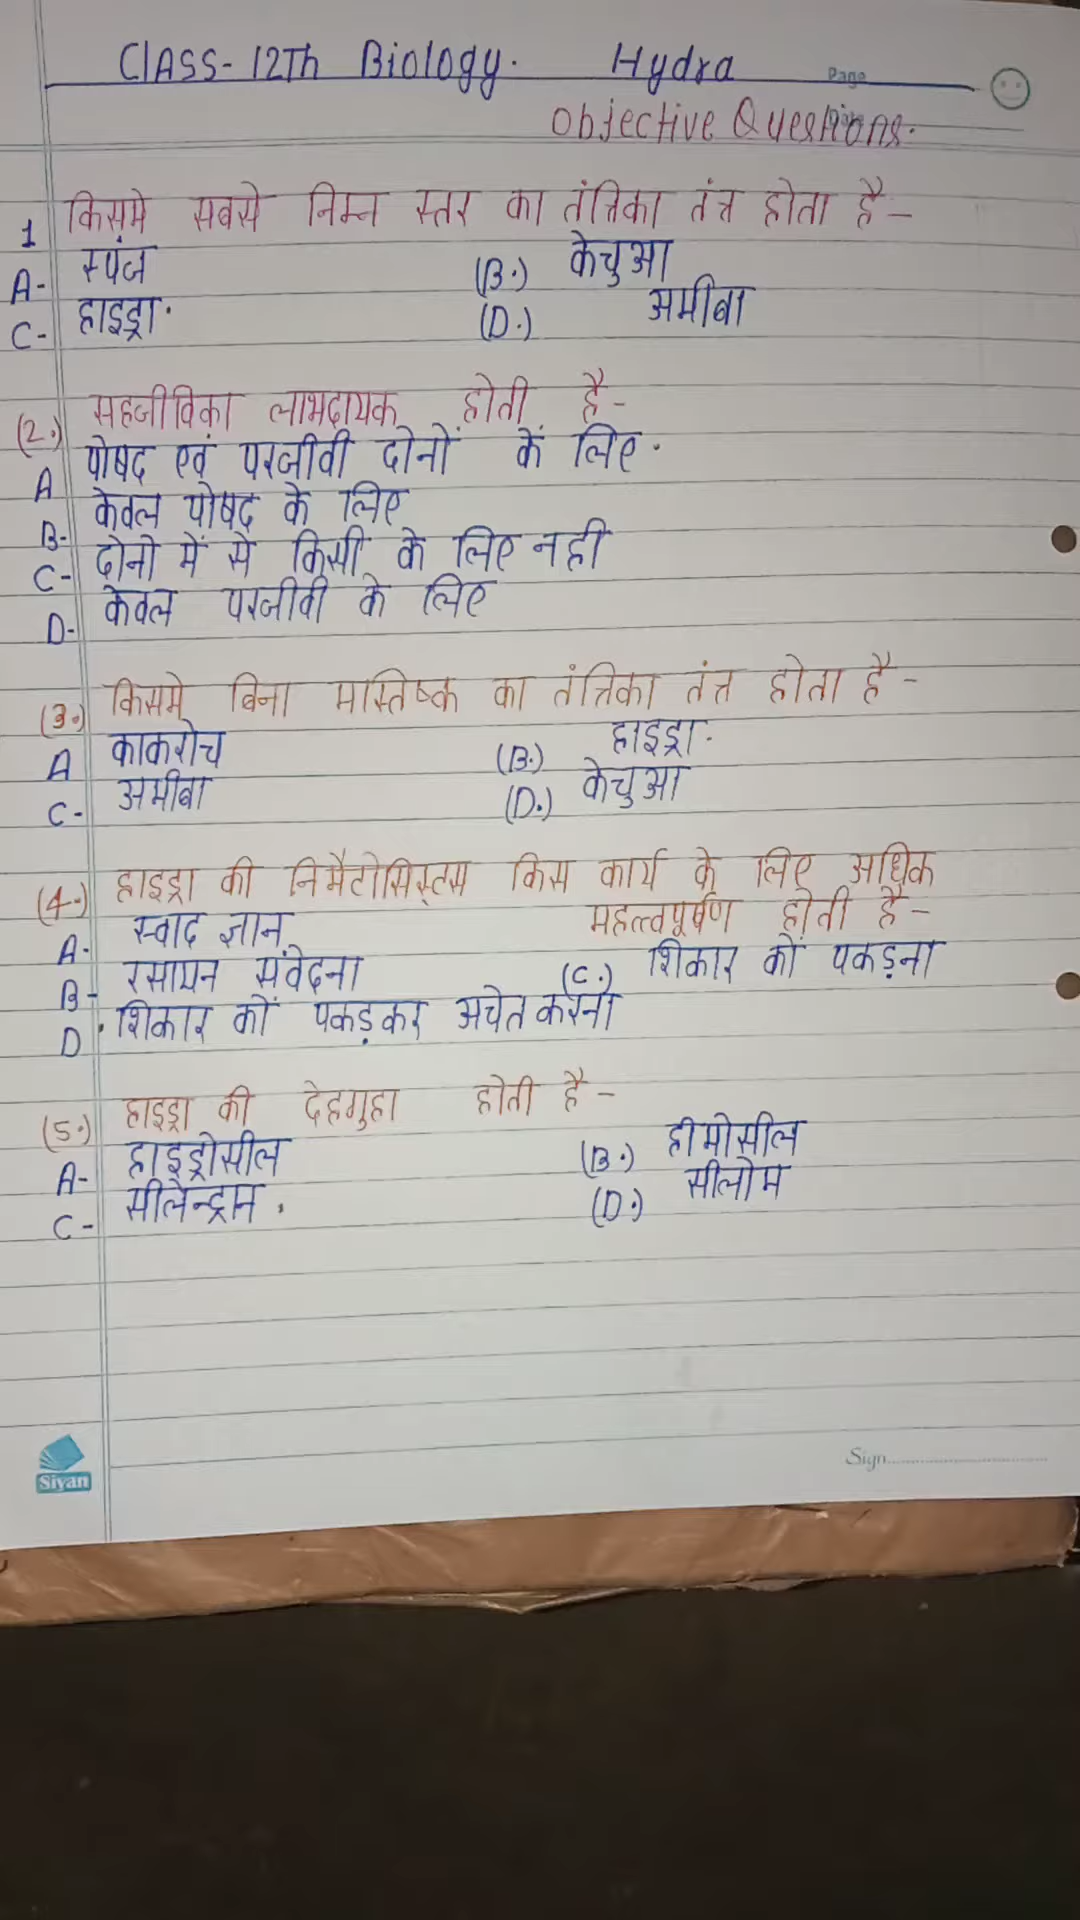 CLASS-12Th Biology. Hydra
Page
Objective Questions.
1 किसमे सबसे निम्न स्तर का तंत्रिका तंत्र होता है –
A- स्पंज (B.) केचुआ
C- हाइड्रा. (D.) अमीबा
(2.) सहजीविका लाभदायक होती है –
A पोषद एवं परजीवी दोनों कें लिए.
B- केवल पोषद के लिए
C- दोनो में से किसी के लिए नही
D- केवल परजीवी के लिए
(3.) किसमे बिना मास्तिष्क का तंत्रिका तंत्र होता है –
A काकरोच (B.) हाइड्रा.
C- अमीबा (D.) केचुआ
(4.) हाइड्रा की निमैटोसिस्टस किस कार्य के लिए अधिक
महत्त्वपूर्ण होती है –
A. स्वाद ज्ञान
B- रसायन संवेदना (C.) शिकार कों पकड़ना
D. शिकार कों पकड़कर अचेत करना
(5.) हाइड्रा की देहगुहा होती है –
A- हाइड्रोसील (B.) हीमोसील
C- सीलेन्ट्रान. (D.) सीलोम
Siyan
Sign